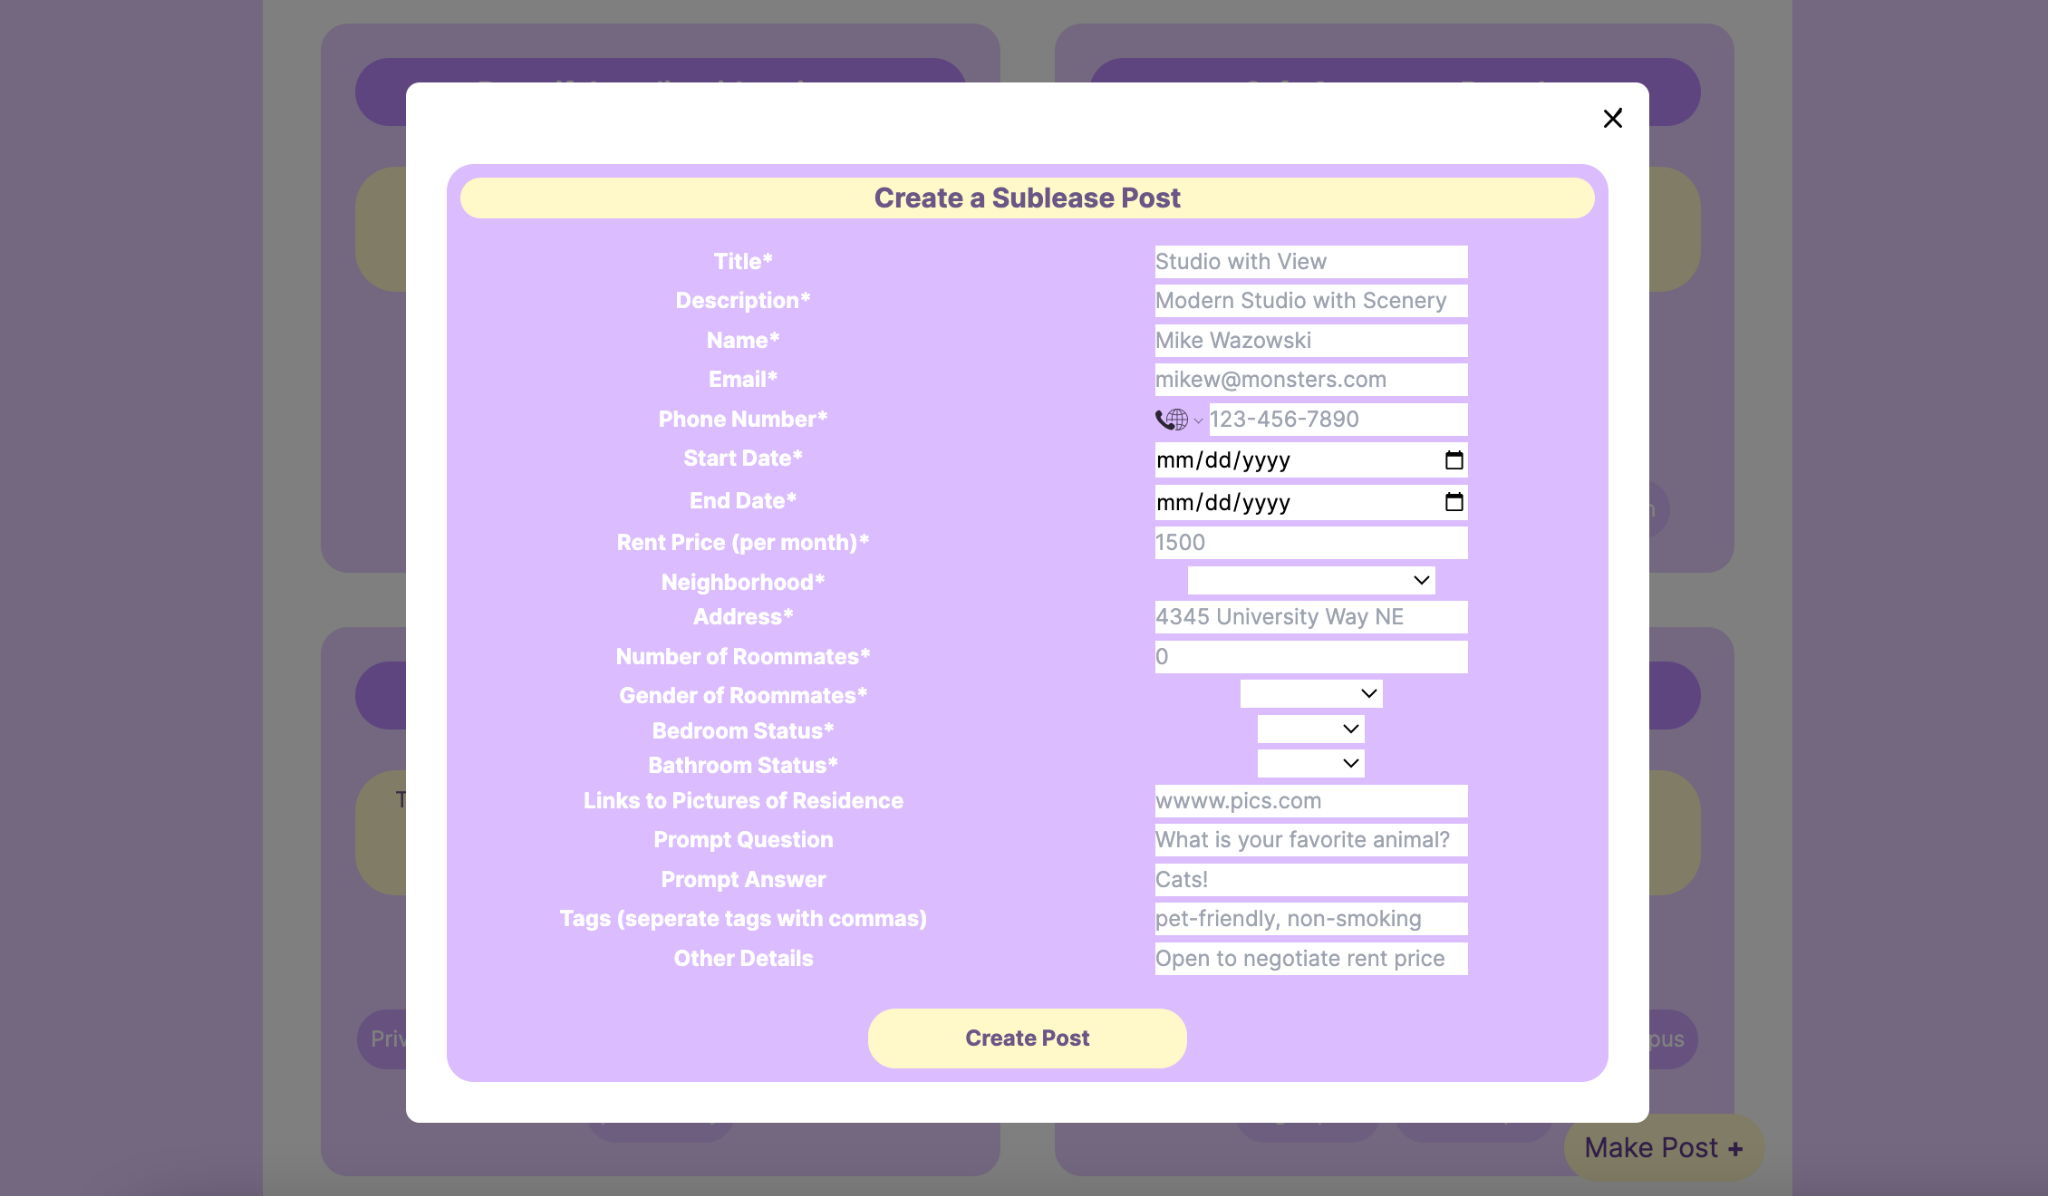 Create a Sublease Post
Title* Studio with View
Description* Modern Studio with Scenery
Name* Mike Wazowski
Email* mikew@monsters.com
Phone Number* 123-456-7890
Start Date* mm/dd/yyyy
End Date* mm/dd/yyyy
Rent Price (per month)* 1500
Neighborhood*
Address* 4345 University Way NE
Number of Roommates* 0
Gender of Roommates*
Bedroom Status*
Bathroom Status*
Links to Pictures of Residence wwww.pics.com
Prompt Question What is your favorite animal?
Prompt Answer Cats!
Tags (seperate tags with commas) pet-friendly, non-smoking
Other Details Open to negotiate rent price
Create Post
Make Post +